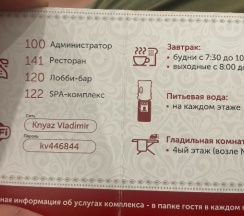 100 Администратор
141 Ресторан
120 Лобби-бар
122 SPA-комплекс
Сеть
Knyaz Vladimir
Пароль
kv446844
Завтрак:
• будни с 7:30 до 10
• выходные с 8:00 до
Питьевая вода:
• на каждом этаже
Гладильная комнат
• 4ый этаж (возле
ная информация об услугах комплекса - в папке гостя в каждом